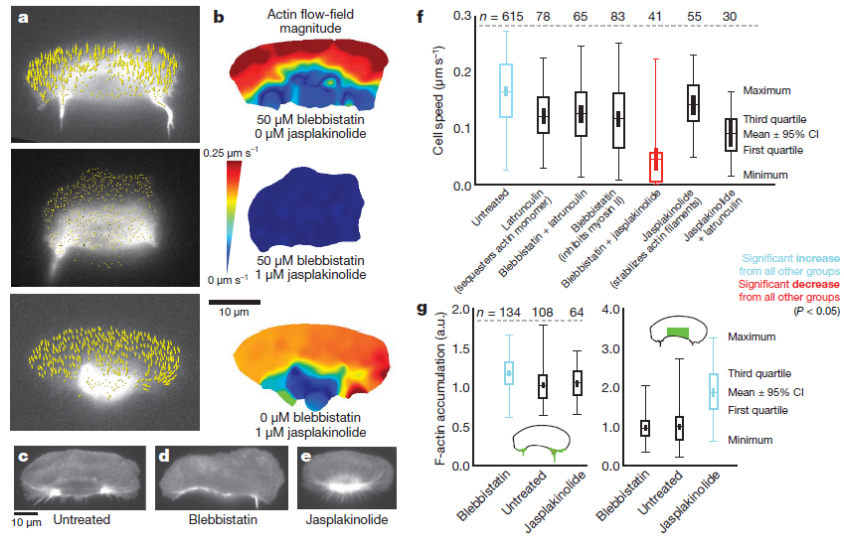 a
b
Actin flow-field
magnitude
50 μM blebbistatin
0 μM jasplakinolide
0.25 μm s⁻¹
0 μm s⁻¹
50 μM blebbistatin
1 μM jasplakinolide
10 μm
0 μM blebbistatin
1 μM jasplakinolide
c
d
e
10 μm
Untreated
Blebbistatin
Jasplakinolide
f
n = 615
78
65
83
41
55
30
Cell speed (μm s⁻¹)
0.3
0.2
0.1
0.0
Maximum
Third quartile
Mean ± 95% CI
First quartile
Minimum
Untreated
Latrunculin
(sequesters actin monomer)
Blebbistatin + latrunculin
Blebbistatin
(inhibits myosin II)
Bebbistatin + jasplakinolide
Jasplakinolide
(stabilizes actin filaments)
Jasplakinolide
+ latrunculin
Significant increase
from all other groups
Significant decrease
from all other groups
(P < 0.05)
g
n = 134
108
64
F-actin accumulation (a.u.)
2.0
1.5
1.0
0.5
0.0
Blebbistatin
Untreated
Jasplakinolide
4.0
3.0
2.0
1.0
0.0
Maximum
Third quartile
Mean ± 95% CI
First quartile
Minimum
Blebbistatin
Untreated
Jasplakinolide